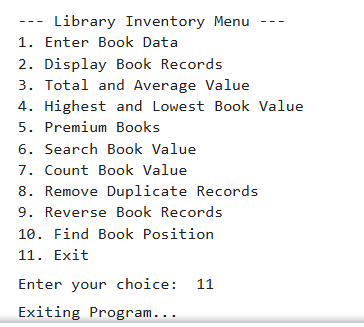 --- Library Inventory Menu ---
1. Enter Book Data
2. Display Book Records
3. Total and Average Value
4. Highest and Lowest Book Value
5. Premium Books
6. Search Book Value
7. Count Book Value
8. Remove Duplicate Records
9. Reverse Book Records
10. Find Book Position
11. Exit
Enter your choice:  11
Exiting Program...